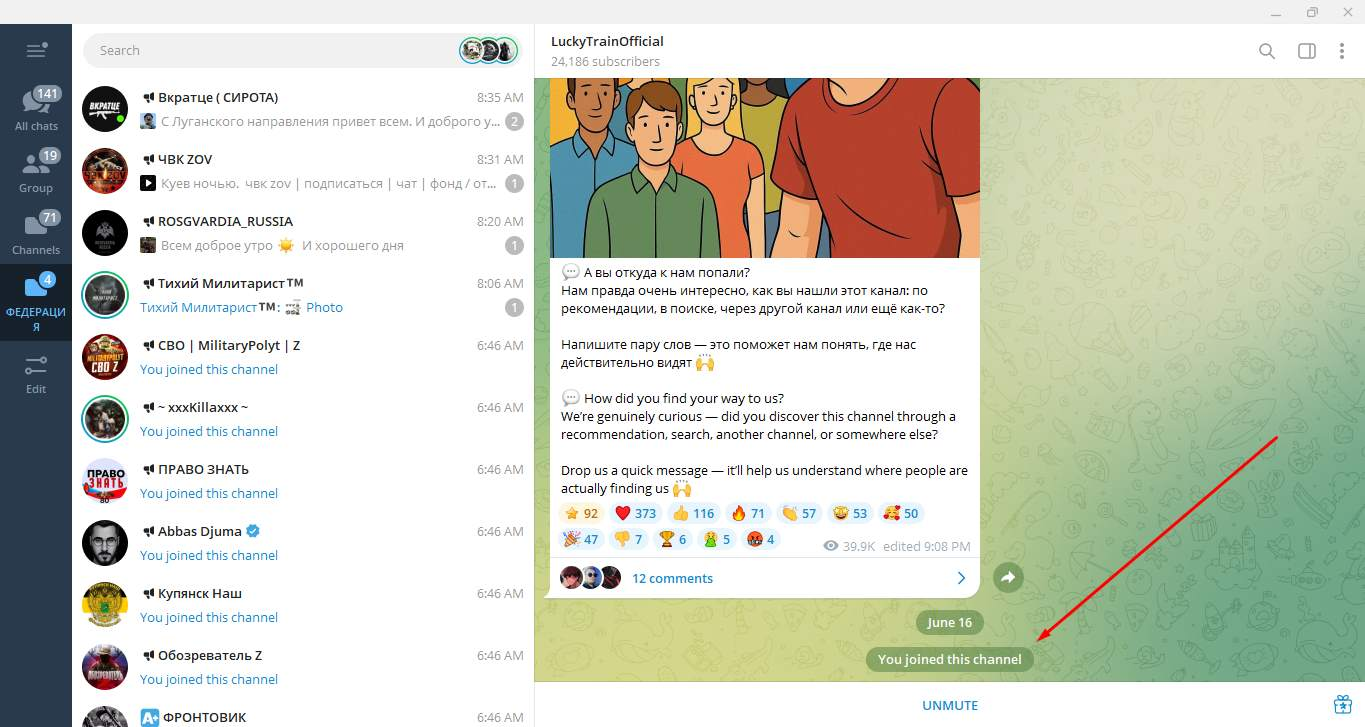 Search
141
All chats
19
Group
71
Channels
4
ФЕДЕРАЦИ
Я
Edit
Вкратце ( СИРОТА)
8:35 AM
С Луганского направления привет всем. И доброго у...
2
ВКРАТЦЕ
ЧВК ZOV
8:31 AM
Куев ночью. чвк zov | подписаться | чат | фонд / от...
1
ЧВК ZOV
ROSGVARDIA_RUSSIA
8:20 AM
Всем доброе утро ☀️ И хорошего дня
1
Тихий Милитарист™
8:06 AM
Тихий Милитарист™: Photo
1
СВО | MilitaryPolyt | Z
6:46 AM
You joined this channel
MILITARYPOLYT
СВО Z
~ xxxKillaxxx ~
6:46 AM
You joined this channel
ПРАВО ЗНАТЬ
6:46 AM
You joined this channel
ПРАВО
ЗНАТЬ
80
Abbas Djuma
6:46 AM
You joined this channel
Купянск Наш
6:46 AM
You joined this channel
Обозреватель Z
6:46 AM
You joined this channel
A+ ФРОНТОВИК
6:46 AM
LuckyTrainOfficial
24,186 subscribers
💬 А вы откуда к нам попали?
Нам правда очень интересно, как вы нашли этот канал: по
рекомендации, в поиске, через другой канал или ещё как-то?
Напишите пару слов — это поможет нам понять, где нас
действительно видят 🙌
💬 How did you find your way to us?
We’re genuinely curious — did you discover this channel through a
recommendation, search, another channel, or somewhere else?
Drop us a quick message — it’ll help us understand where people are
actually finding us 🙌
⭐ 92 ❤️ 373 👍 116 🔥 71 👏 57 🤩 53 🥰 50
🎉 47 👎 7 🏆 6 🤮 5 🤬 4
39.9K edited 9:08 PM
12 comments
June 16
You joined this channel
UNMUTE